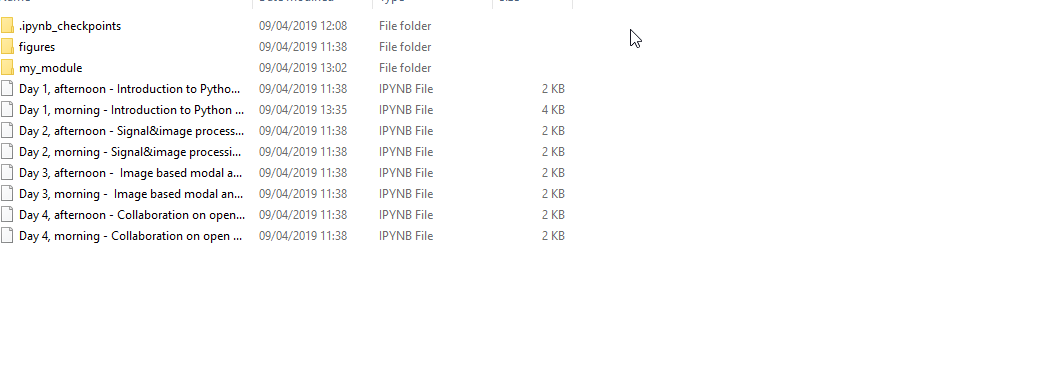 .ipynb_checkpoints 09/04/2019 12:08 File folder
figures 09/04/2019 11:38 File folder
my_module 09/04/2019 13:02 File folder
Day 1, afternoon - Introduction to Pytho... 09/04/2019 11:38 IPYNB File 2 KB
Day 1, morning - Introduction to Python ... 09/04/2019 13:35 IPYNB File 4 KB
Day 2, afternoon - Signal&image process... 09/04/2019 11:38 IPYNB File 2 KB
Day 2, morning - Signal&image processi... 09/04/2019 11:38 IPYNB File 2 KB
Day 3, afternoon -  Image based modal a... 09/04/2019 11:38 IPYNB File 2 KB
Day 3, morning -  Image based modal an... 09/04/2019 11:38 IPYNB File 2 KB
Day 4, afternoon - Collaboration on open... 09/04/2019 11:38 IPYNB File 2 KB
Day 4, morning - Collaboration on open ... 09/04/2019 11:38 IPYNB File 2 KB